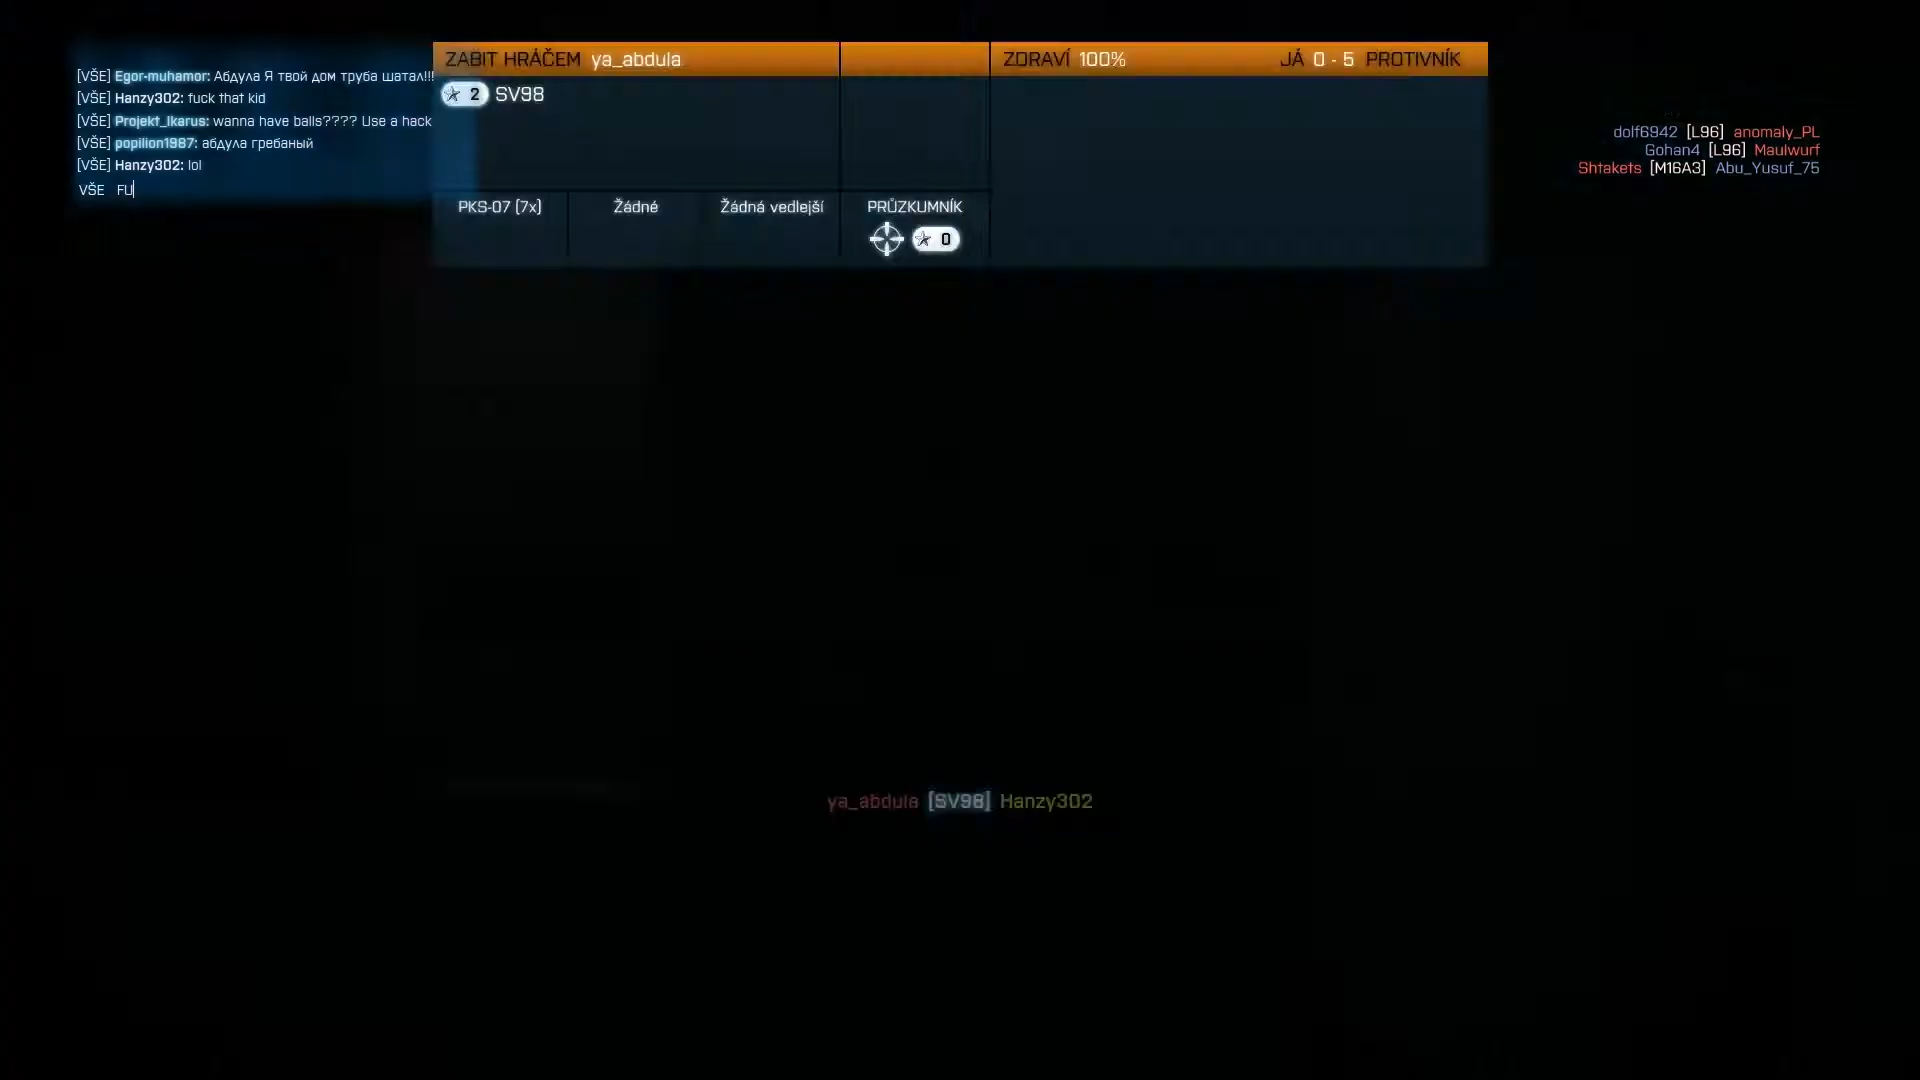 [VŠE] Egor-muhamor: Абдула Я твой дом труба шатал!!!
[VŠE] Hanzy302: fuck that kid
[VŠE] Projekt_Ikarus: wanna have balls???? Use a hack
[VŠE] popilion1987: абдула гребаный
[VŠE] Hanzy302: lol
VŠE FU
ZABIT HRÁČEM ya_abdula
ZDRAVÍ 100%
JÁ 0 - 5 PROTIVNÍK
2 SV98
PKS-07 (7x)
Žádné
Žádná vedlejší
PRŮZKUMNÍK
0
dolf6942 [L96] anomaly_PL
Gohan4 [L96] Maulwurf
Shtakets [M16A3] Abu_Yusuf_75
ya_abdula [SV98] Hanzy302